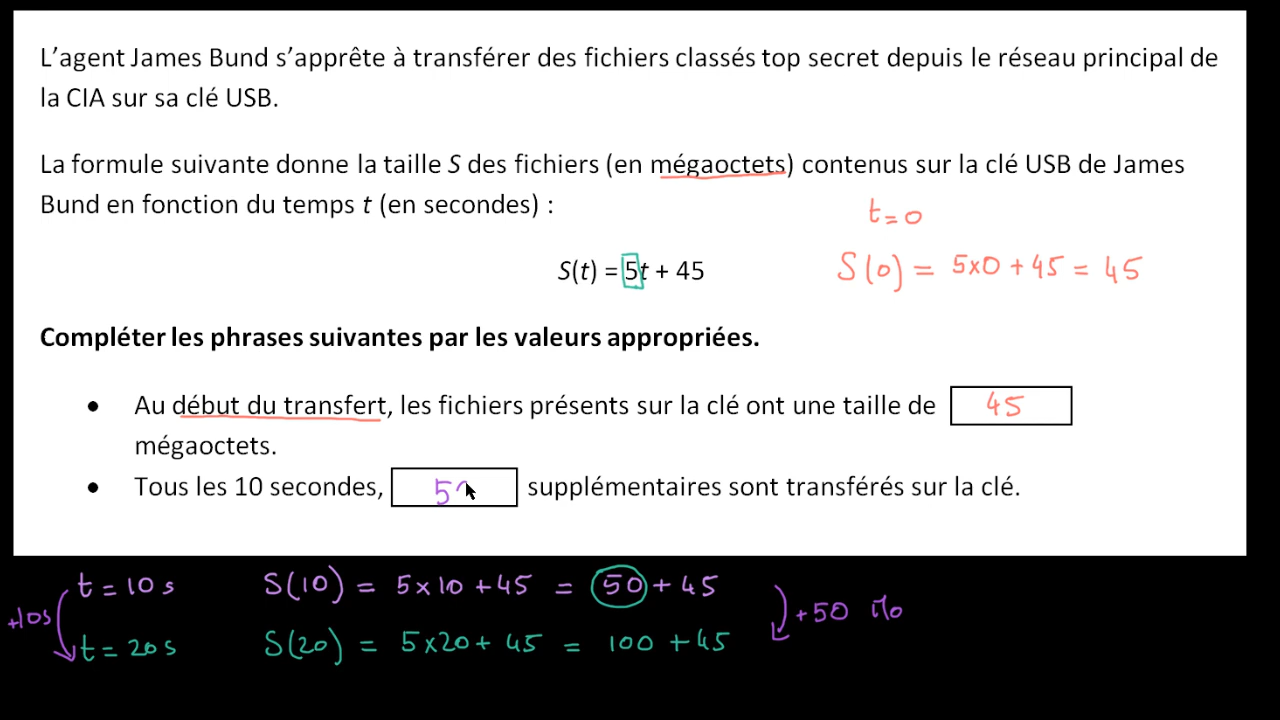 L'agent James Bund s'apprête à transférer des fichiers classés top secret depuis le réseau principal de
la CIA sur sa clé USB.
La formule suivante donne la taille S des fichiers (en mégaoctets) contenus sur la clé USB de James
Bund en fonction du temps t (en secondes) :
t = 0
S(t) = 5t + 45
S(0) = 5x0 + 45 = 45
Compléter les phrases suivantes par les valeurs appropriées.
• Au début du transfert, les fichiers présents sur la clé ont une taille de 45
mégaoctets.
• Tous les 10 secondes, 5 supplémentaires sont transférés sur la clé.
t = 10 s S(10) = 5x10 + 45 = 50 + 45
+10s +50 Mo
t = 20 s S(20) = 5x20 + 45 = 100 + 45